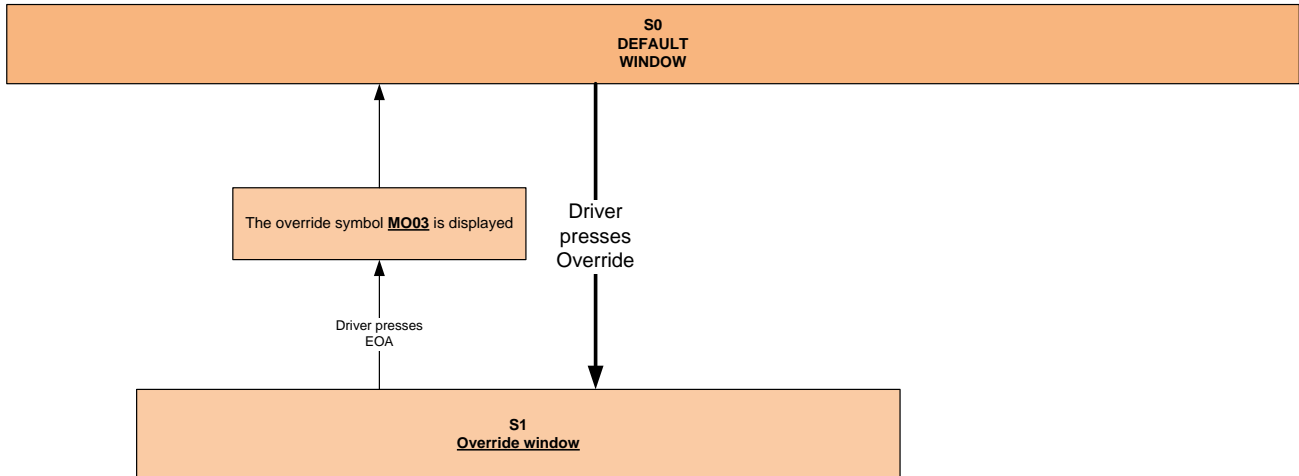 S0
DEFAULT
WINDOW
The override symbol MO03 is displayed
Driver
presses
Override
Driver presses
EOA
S1
Override window